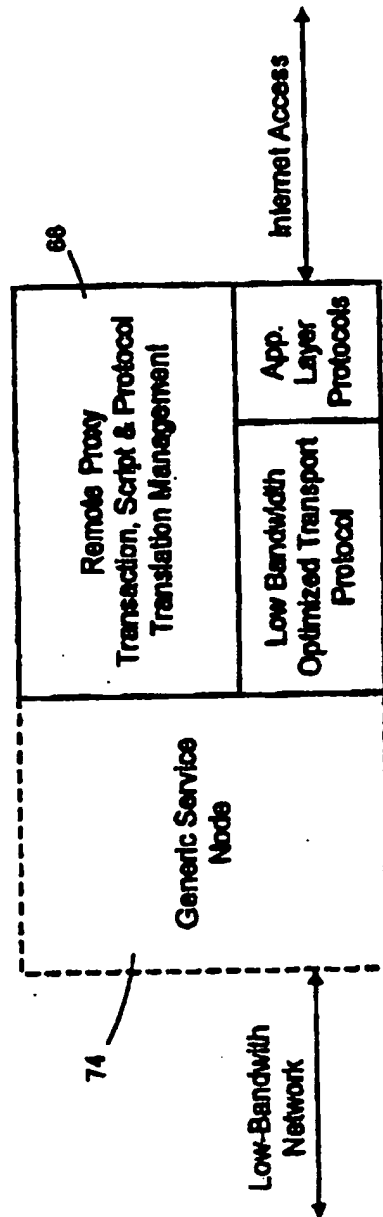 74
Generic Service
Node
68
Remote Proxy
Transaction, Script & Protocol
Translation Management
Low Bandwidth
Optimized Transport
Protocol
App.
Layer
Protocols
Low-Bandwith
Network
Internet Access